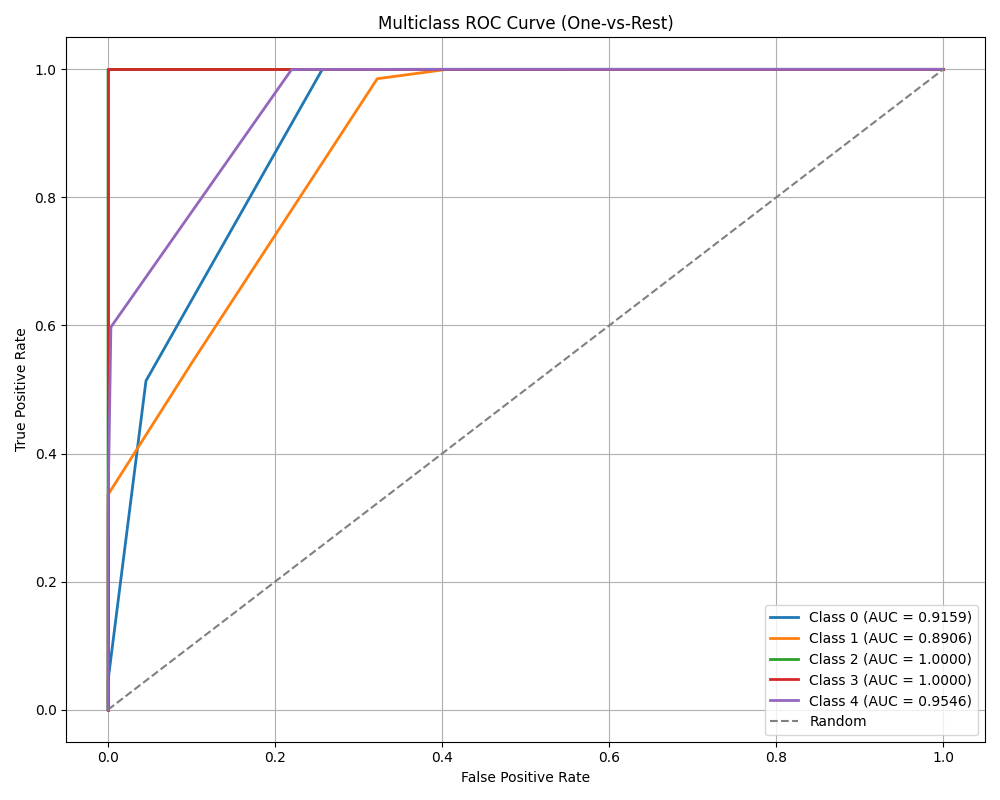 Multiclass ROC Curve (One-vs-Rest)
True Positive Rate
1.0
0.8
0.6
0.4
0.2
0.0
0.0 0.2 0.4 0.6 0.8 1.0
False Positive Rate
Class 0 (AUC = 0.9159)
Class 1 (AUC = 0.8906)
Class 2 (AUC = 1.0000)
Class 3 (AUC = 1.0000)
Class 4 (AUC = 0.9546)
Random